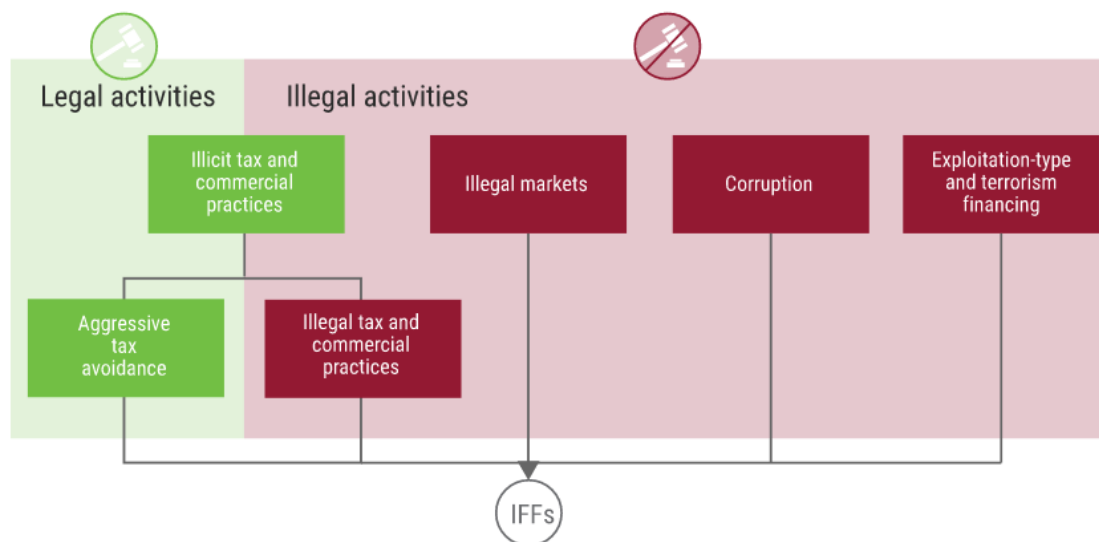 Legal activities
Illegal activities
Illicit tax and
commercial
practices
Illegal markets
Corruption
Exploitation-type
and terrorism
financing
Aggressive
tax
avoidance
Illegal tax and
commercial
practices
IFFs